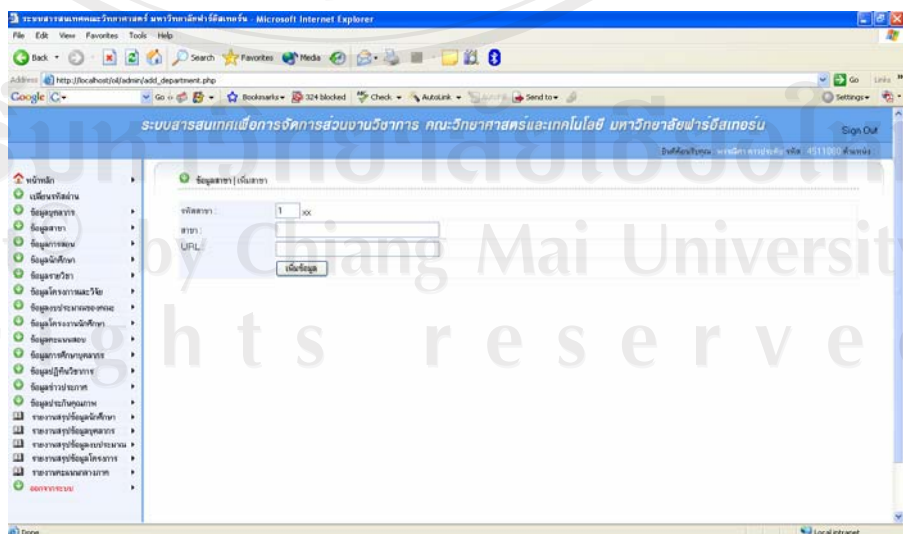 ระบบสารสนเทศคณะวิทยาศาสตร์ มหาวิทยาลัยฟาร์อีสเทอร์น - Microsoft Internet Explorer
File Edit View Favorites Tools Help
Back Search Favorites Media
Address http://localhost/ol/admin/add_department.php Go Links
Google Go Bookmarks 324 blocked Check AutoLink Send to Settings
ระบบสารสนเทศเพื่อการจัดการส่วนงานวิชาการ คณะวิทยาศาสตร์และเทคโนโลยี มหาวิทยาลัยฟาร์อีสเทอร์น
Sign Out
ยินดีต้อนรับคุณ รหัส : 4511000 ตำแหน่ง :
หน้าหลัก
เปลี่ยนรหัสผ่าน
ข้อมูลบุคลากร
ข้อมูลสาขา
ข้อมูลการสอน
ข้อมูลนักศึกษา
ข้อมูลรายวิชา
ข้อมูลโครงการและวิจัย
ข้อมูลงบประมาณของคณะ
ข้อมูลโครงงานนักศึกษา
ข้อมูลคะแนนสอบ
ข้อมูลการศึกษาบุคลากร
ข้อมูลปฏิทินวิชาการ
ข้อมูลข่าวประกาศ
ข้อมูลประกันคุณภาพ
รายงานสรุปข้อมูลนักศึกษา
รายงานสรุปข้อมูลบุคลากร
รายงานสรุปข้อมูลงบประมาณ
รายงานสรุปข้อมูลโครงการ
รายงานคะแนนกลางภาค
ออกจากระบบ
ข้อมูลสาขา | เพิ่มสาขา
รหัสสาขา : 1 xx
สาขา :
URL :
เพิ่มข้อมูล
by Chiang Mai Universit
ights reserve
Done Local intranet